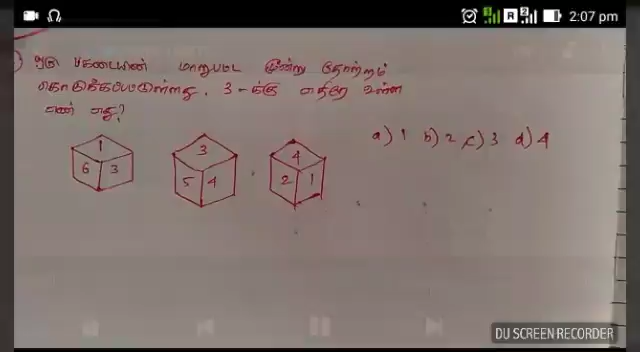 2:07 pm
ஒரு பகடையின் மாறுபட்ட மூன்று தோற்றம்
கொடுக்கப்பட்டுள்ளது. 3-க்கு எதிரே உள்ள
எண் எது?
a) 1 b) 2 c) 3 d) 4
1 6 3
3 5 4
4 2 1
DU SCREEN RECORDER